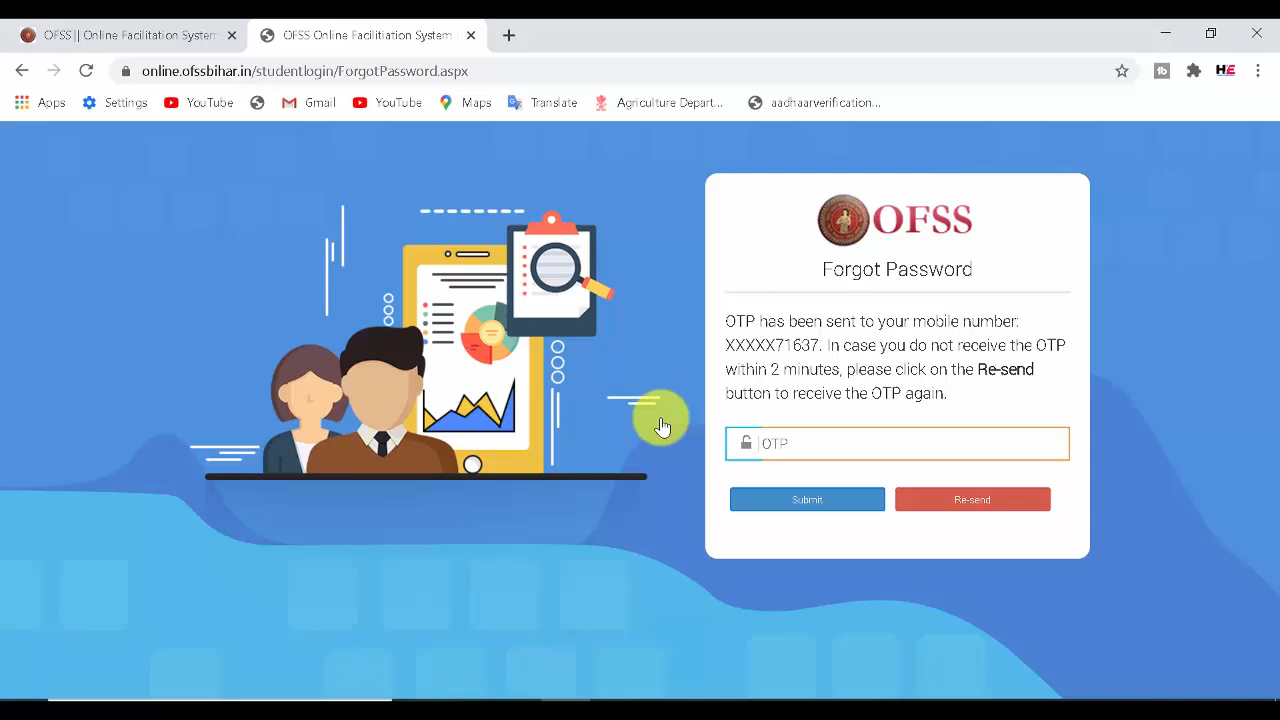 OFSS || Online Facilitation System
OFSS Online Facilitiation System
online.ofssbihar.in/studentlogin/ForgotPassword.aspx
tb
HE
Apps Settings YouTube Gmail YouTube Maps Translate Agriculture Depart... aadhaarverification...
OFSS
Forgot Password
OTP has been sent to your mobile number:
XXXXX71637. In case you do not receive the OTP
within 2 minutes, please click on the Re-send
button to receive the OTP again.
OTP
Submit Re-send